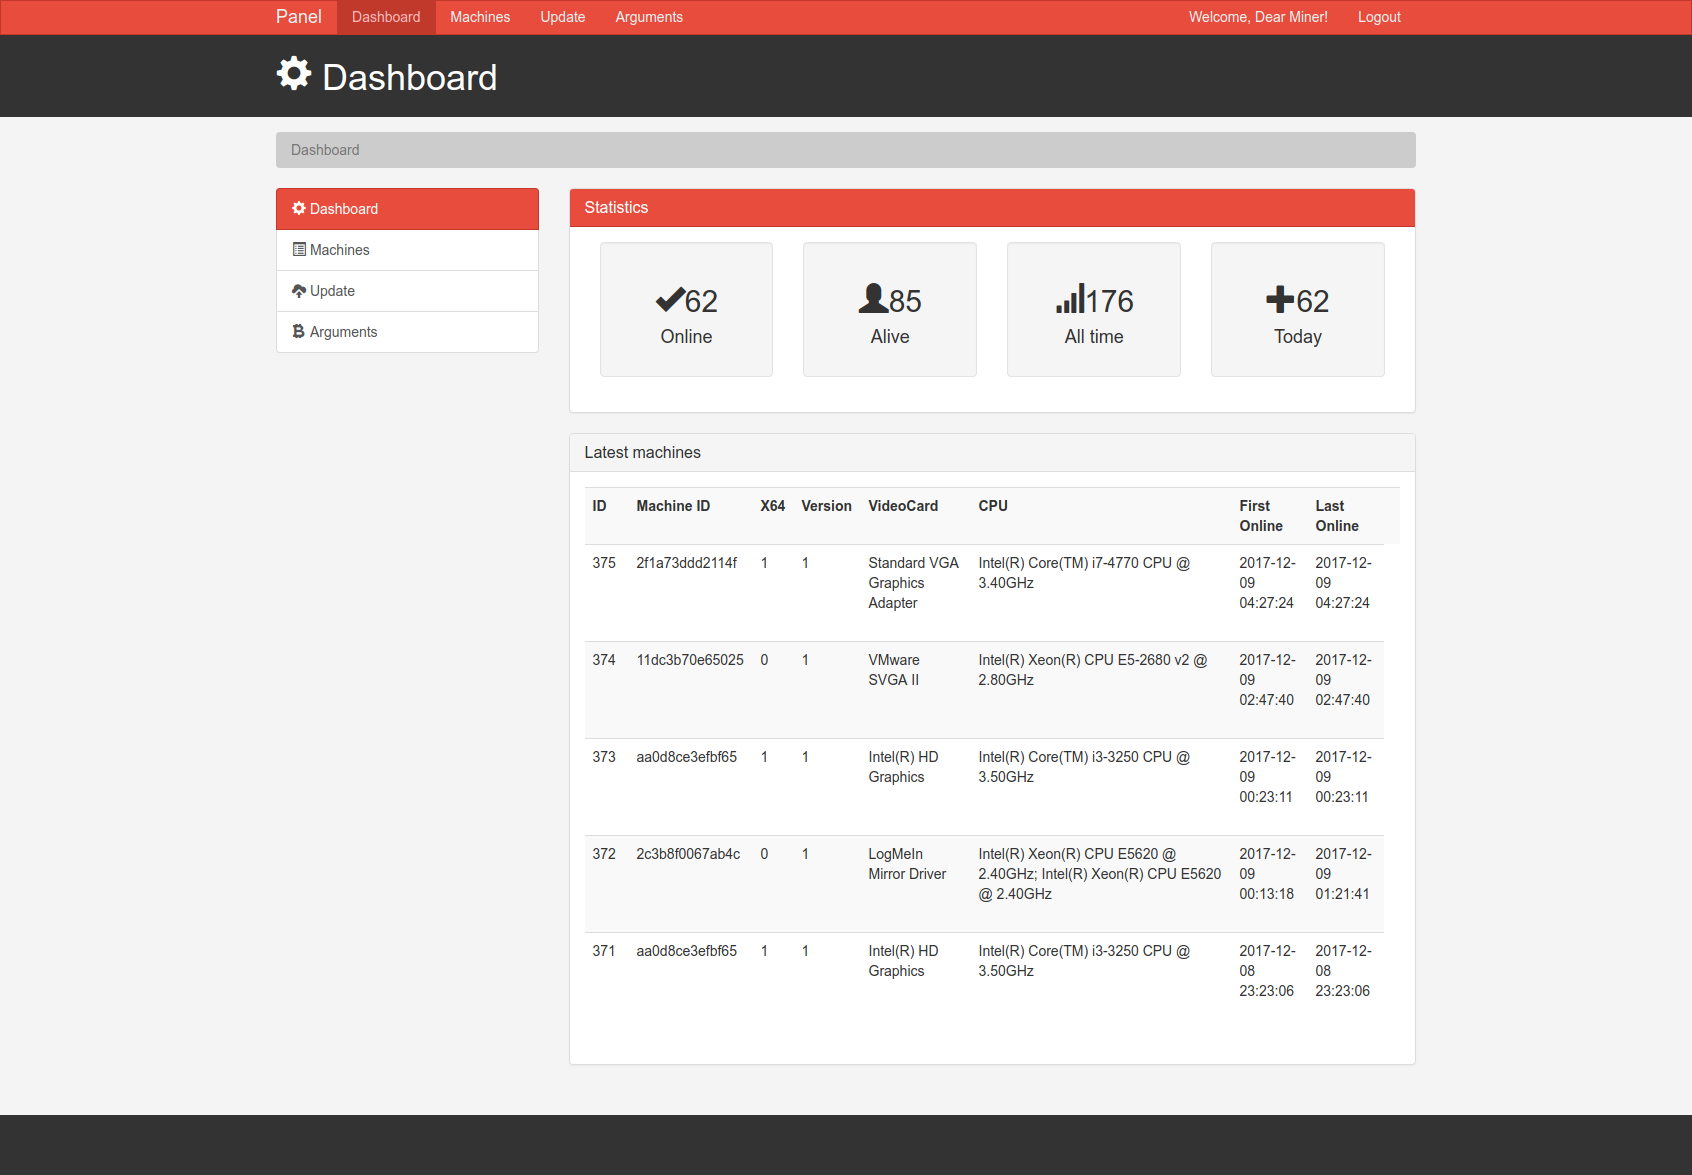 Panel Dashboard Machines Update Arguments Welcome, Dear Miner! Logout
Dashboard
Dashboard
Dashboard
Machines
Update
Arguments
Statistics
62 85 176 62
Online Alive All time Today
Latest machines
ID Machine ID X64 Version VideoCard CPU First Last
Online Online
375 2f1a73ddd2114f 1 1 Standard VGA Intel(R) Core(TM) i7-4770 CPU @ 2017-12- 2017-12-
Graphics 3.40GHz 09 09
Adapter 04:27:24 04:27:24
374 11dc3b70e65025 0 1 VMware Intel(R) Xeon(R) CPU E5-2680 v2 @ 2017-12- 2017-12-
SVGA II 2.80GHz 09 09
02:47:40 02:47:40
373 aa0d8ce3efbf65 1 1 Intel(R) HD Intel(R) Core(TM) i3-3250 CPU @ 2017-12- 2017-12-
Graphics 3.50GHz 09 09
00:23:11 00:23:11
372 2c3b8f0067ab4c 0 1 LogMeIn Intel(R) Xeon(R) CPU E5620 @ 2017-12- 2017-12-
Mirror Driver 2.40GHz; Intel(R) Xeon(R) CPU E5620 09 09
@ 2.40GHz 00:13:18 01:21:41
371 aa0d8ce3efbf65 1 1 Intel(R) HD Intel(R) Core(TM) i3-3250 CPU @ 2017-12- 2017-12-
Graphics 3.50GHz 08 08
23:23:06 23:23:06